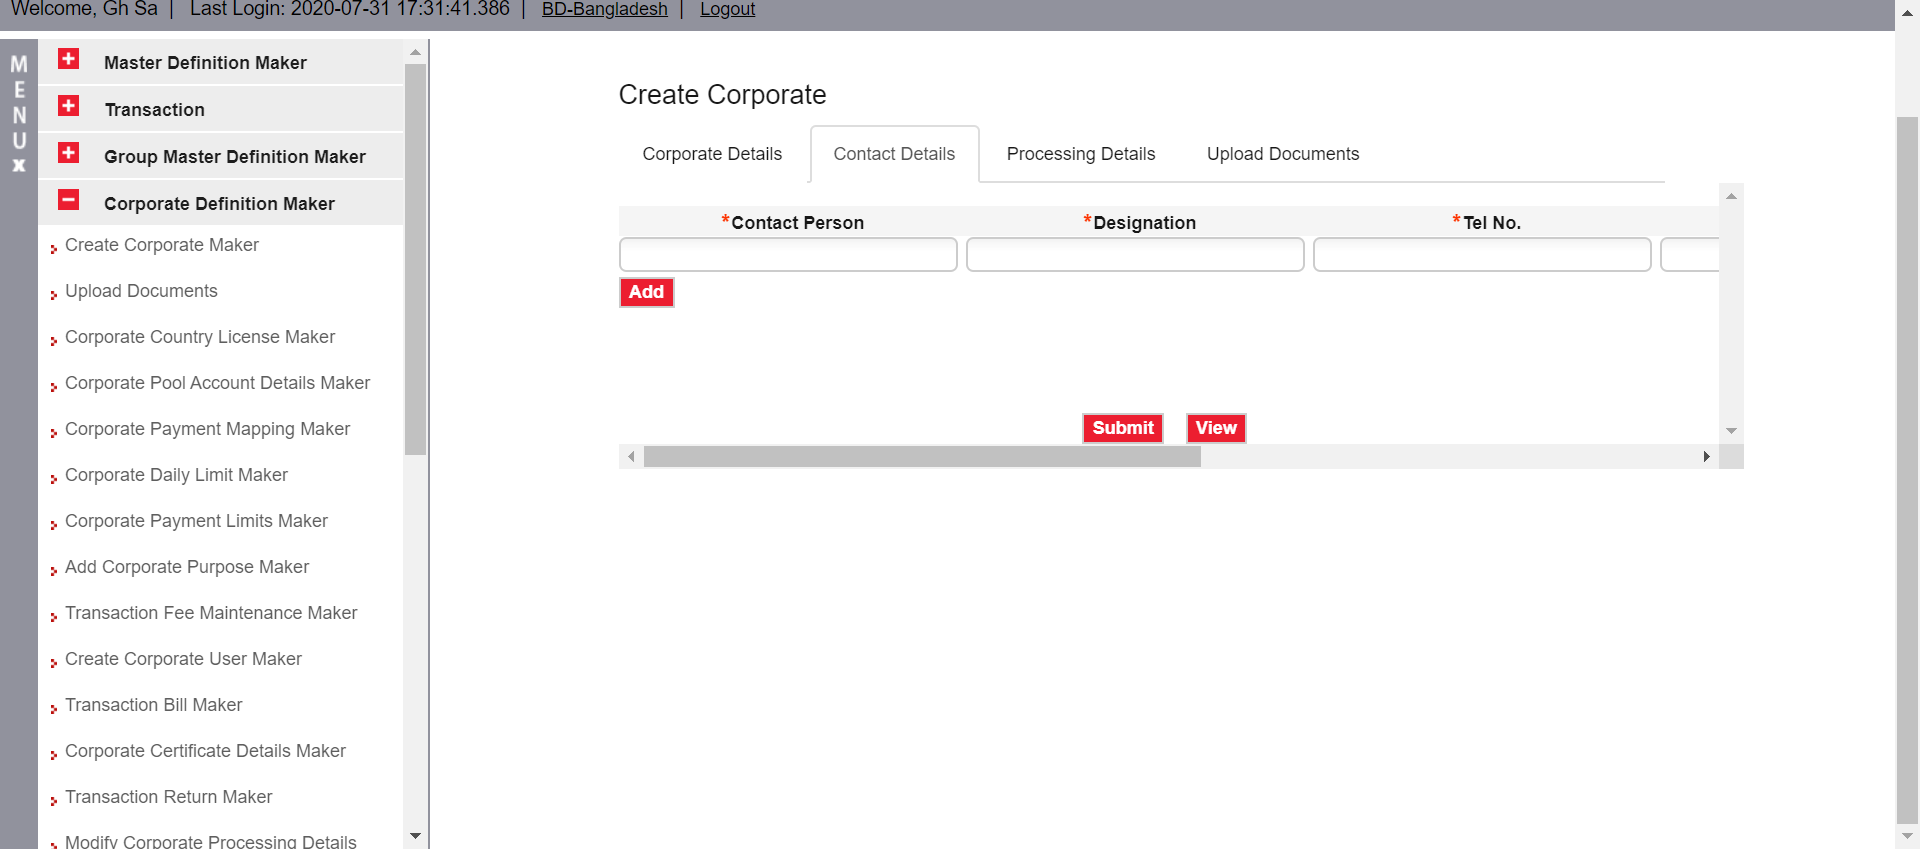 Welcome, Gh Sa | Last Login: 2020-07-31 17:31:41.386 | BD-Bangladesh | Logout
MENU
x
Master Definition Maker
Transaction
Group Master Definition Maker
Corporate Definition Maker
Create Corporate Maker
Upload Documents
Corporate Country License Maker
Corporate Pool Account Details Maker
Corporate Payment Mapping Maker
Corporate Daily Limit Maker
Corporate Payment Limits Maker
Add Corporate Purpose Maker
Transaction Fee Maintenance Maker
Create Corporate User Maker
Transaction Bill Maker
Corporate Certificate Details Maker
Transaction Return Maker
Modify Corporate Processing Details
Create Corporate
Corporate Details Contact Details Processing Details Upload Documents
*Contact Person *Designation *Tel No.
Add
Submit View